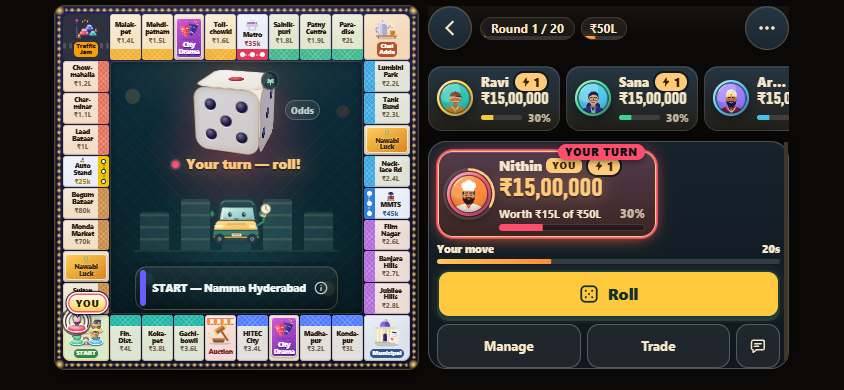 Malak-
pet
₹1.4L
Mehdi-
patnam
₹1.5L
City
Drama
Toli-
chowki
₹1.6L
Metro
₹35k
Sainik-
puri
₹1.8L
Patny
Centre
₹1.9L
Para-
dise
₹2L
Traffic
Jam
Chai
Adda
Chow-
mahalla
₹1.2L
Char-
minar
₹1.1L
Laad
Bazaar
₹1L
Auto
Stand
₹25k
Begum
Bazaar
₹80k
Monda
Market
₹70k
Nawabi
Luck
Sultan
YOU
START
Lumbini
Park
₹2.2L
Tank
Bund
₹2.3L
Nawabi
Luck
Neck-
lace Rd
₹2.4L
MMTS
₹45k
Film
Nagar
₹2.6L
Banjara
Hills
₹2.7L
Jubilee
Hills
₹2.8L
Odds
Your turn — roll!
START — Namma Hyderabad
Fin.
Dist.
₹4L
Koka-
pet
₹3.8L
Gachi-
bowli
₹3.6L
Auction
HITEC
City
₹3.4L
City
Drama
Madha-
pur
₹3.2L
Konda-
pur
₹3L
Municipal
Round 1 / 20
₹50L
Ravi 1
₹15,00,000
30%
Sana 1
₹15,00,000
30%
Ar...
₹15,0
YOUR TURN
Nithin YOU 1
₹15,00,000
Worth ₹15L of ₹50L 30%
Your move 20s
Roll
Manage
Trade